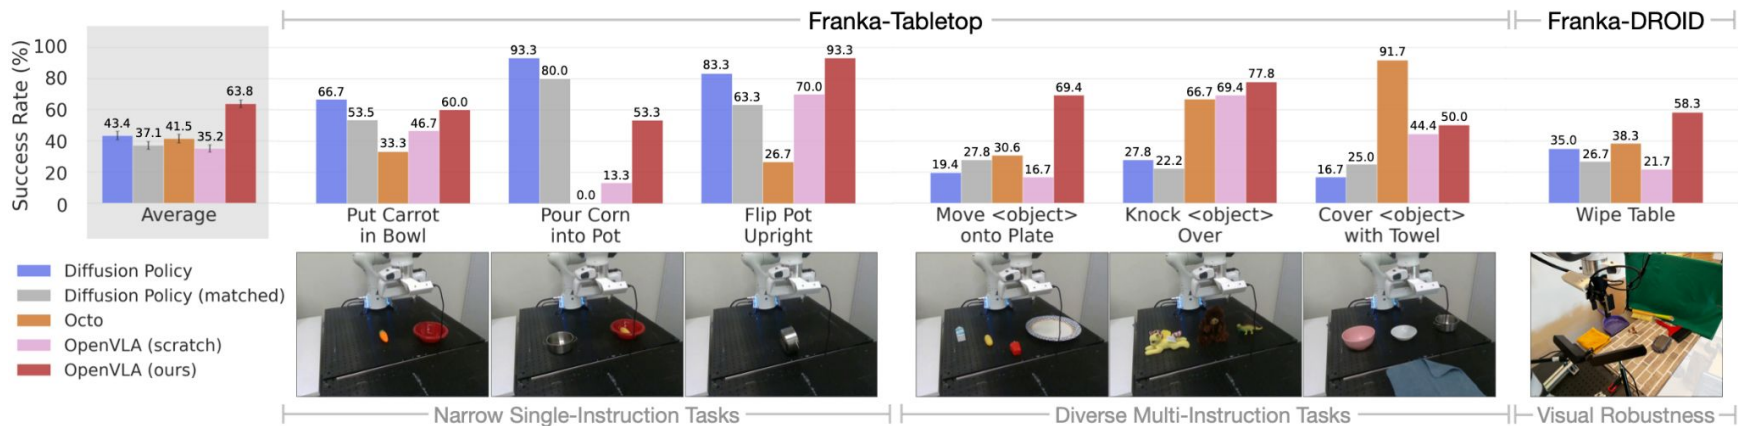 Franka-Tabletop
Franka-DROID
Success Rate (%)
100
80
60
40
20
0
43.4
37.1
41.5
35.2
63.8
Average
66.7
53.5
33.3
46.7
60.0
Put Carrot
in Bowl
93.3
80.0
0.0
13.3
53.3
Pour Corn
into Pot
83.3
63.3
26.7
70.0
93.3
Flip Pot
Upright
19.4
27.8
30.6
16.7
69.4
Move <object>
onto Plate
27.8
22.2
66.7
69.4
77.8
Knock <object>
Over
16.7
25.0
91.7
44.4
50.0
Cover <object>
with Towel
35.0
26.7
38.3
21.7
58.3
Wipe Table
Diffusion Policy
Diffusion Policy (matched)
Octo
OpenVLA (scratch)
OpenVLA (ours)
Narrow Single-Instruction Tasks
Diverse Multi-Instruction Tasks
Visual Robustness